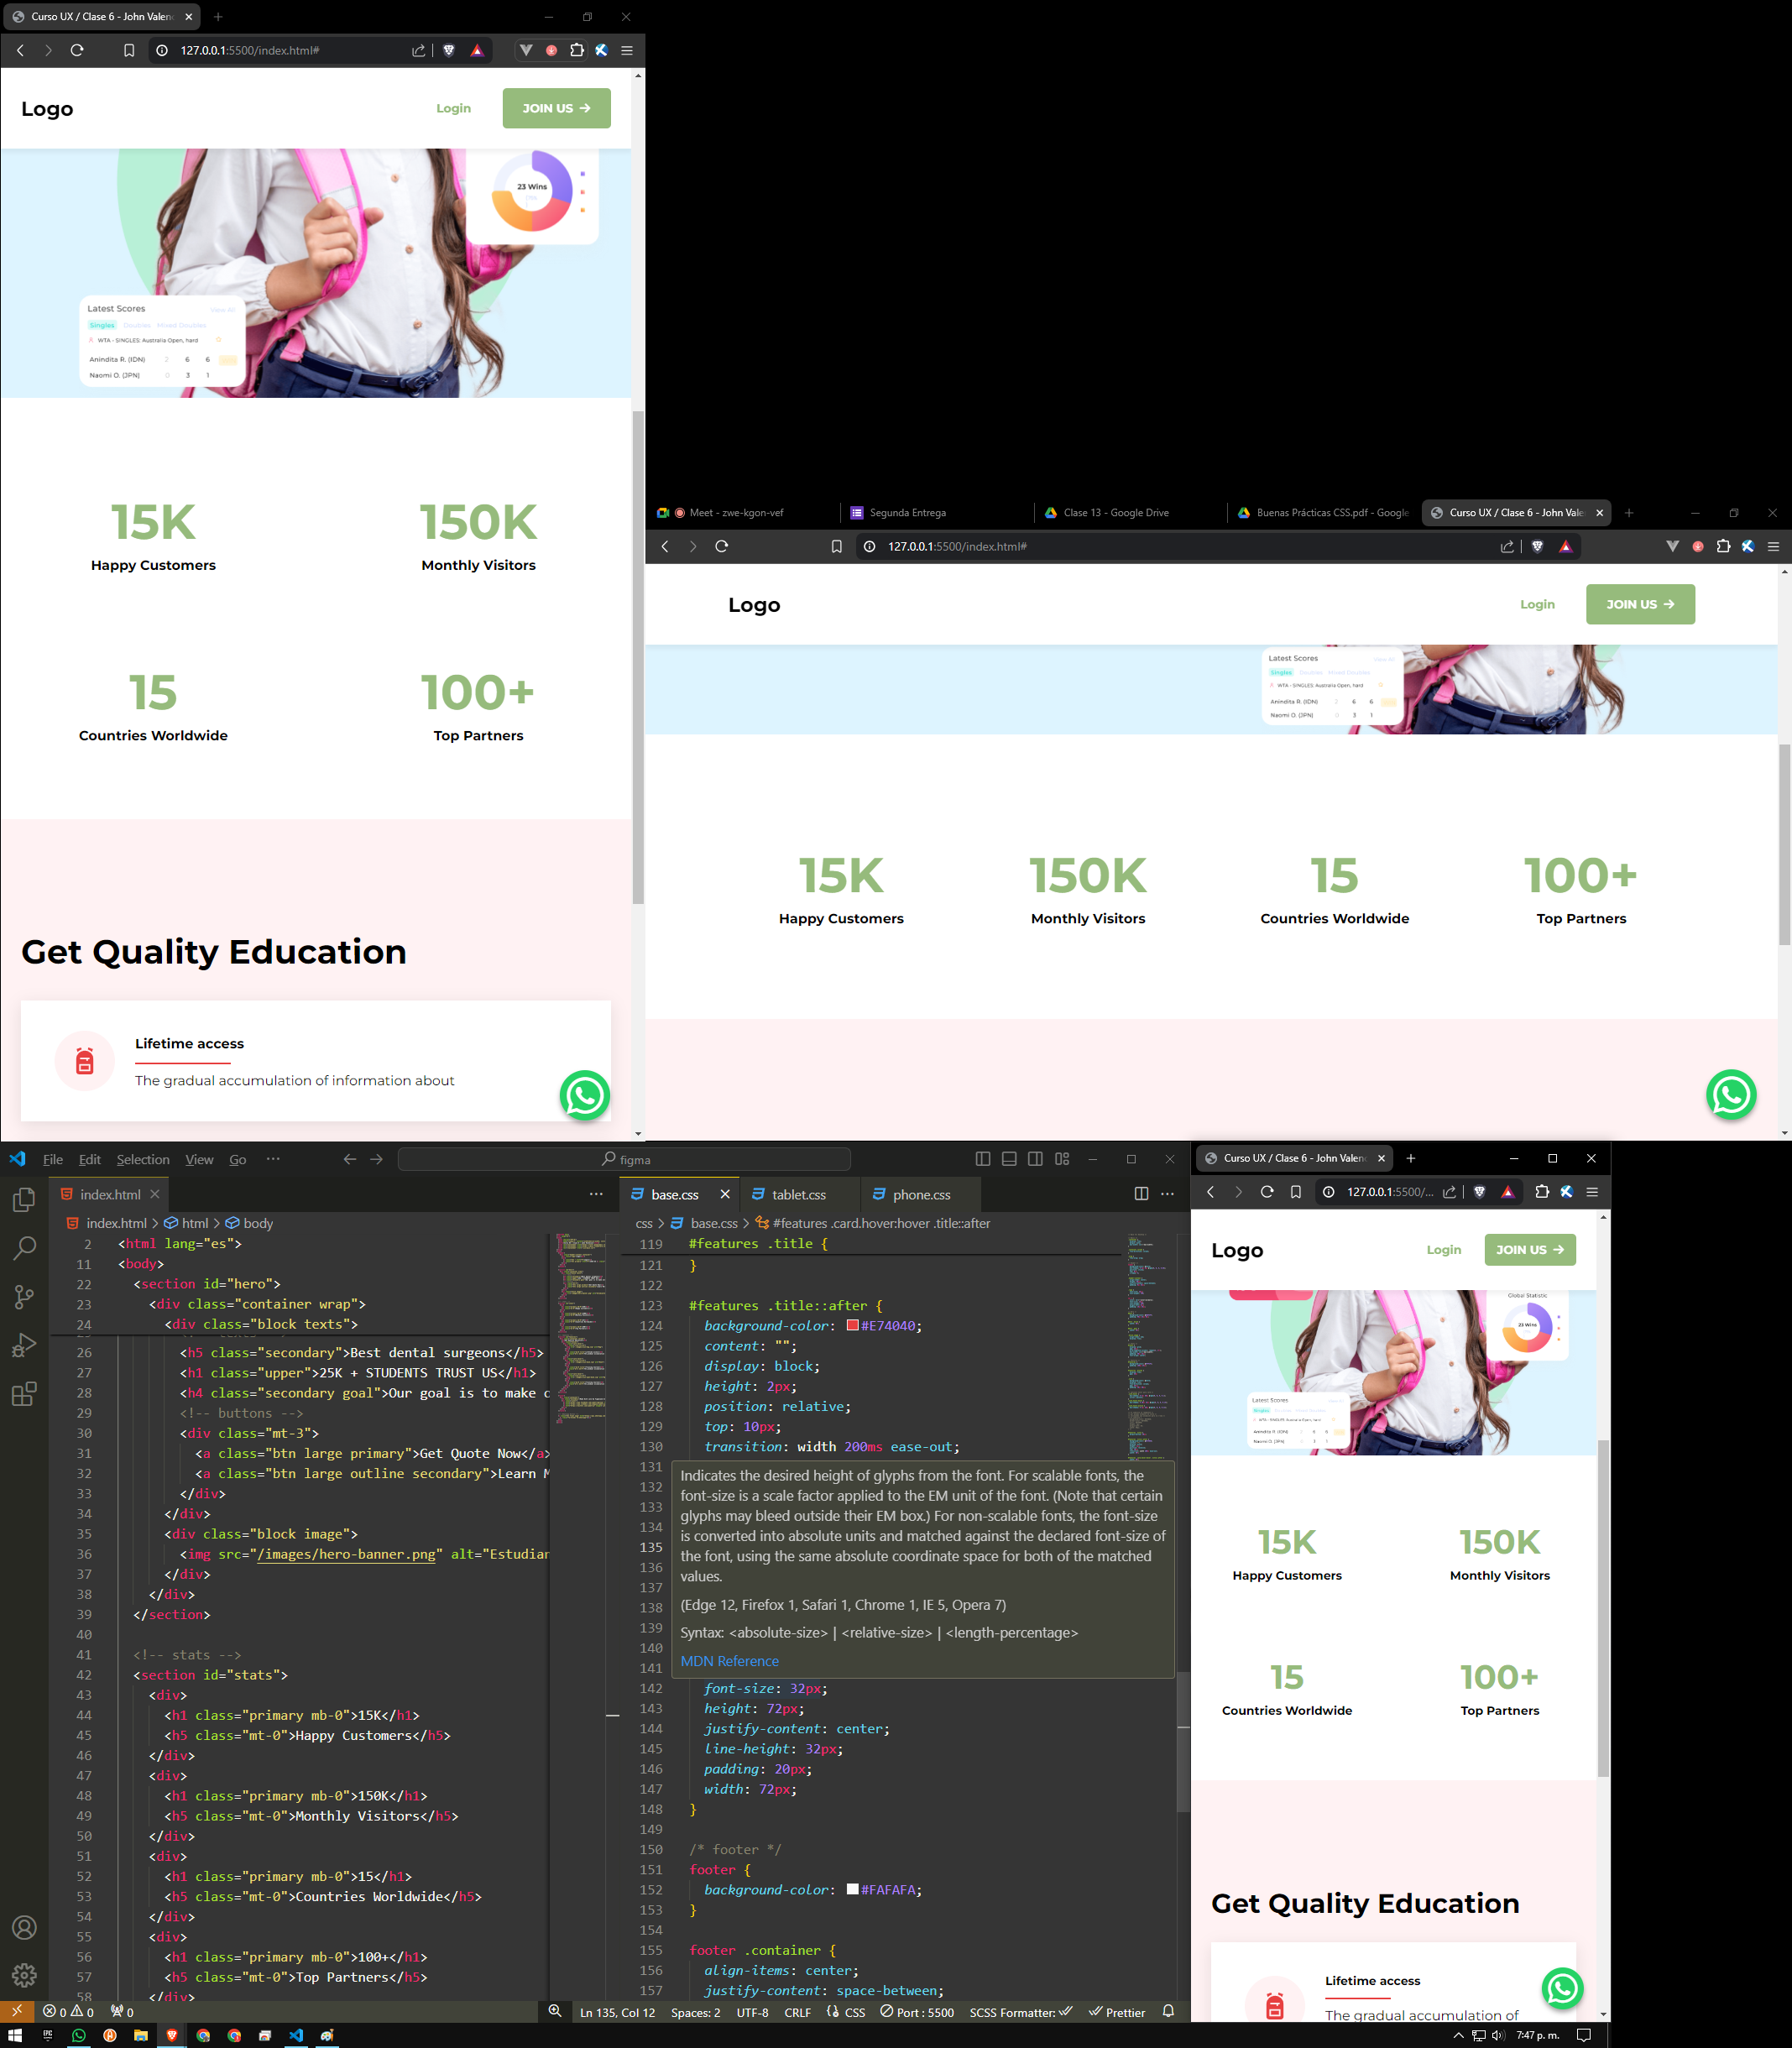 Curso UX / Clase 6 - John Valen
127.0.0.1:5500/index.html#
Logo
Login
JOIN US →
23 Wins
Latest Scores
View All
Singles Doubles Mixed Doubles
WTA - SINGLES: Australia Open, hard
Anindita R. (IDN) 2 6 6
Naomi O. (JPN) 0 3 1
15K
Happy Customers
150K
Monthly Visitors
15
Countries Worldwide
100+
Top Partners
Get Quality Education
Lifetime access
The gradual accumulation of information about
Meet - zwe-kgon-vef
Segunda Entrega
Clase 13 - Google Drive
Buenas Prácticas CSS.pdf - Google
Curso UX / Clase 6 - John Vale
127.0.0.1:5500/index.html#
Logo
Login
JOIN US →
Latest Scores
View All
Singles Doubles Mixed Doubles
WTA - SINGLES: Australia Open, hard
Anindita R. (IDN) 2 6 6
Naomi O. (JPN) 0 3 1
15K
Happy Customers
150K
Monthly Visitors
15
Countries Worldwide
100+
Top Partners
File Edit Selection View Go ···
figma
index.html
index.html > html > body
2 <html lang="es">
11 <body>
22 <section id="hero">
23 <div class="container wrap">
24 <div class="block texts">
26 <h5 class="secondary">Best dental surgeons</h5>
27 <h1 class="upper">25K + STUDENTS TRUST US</h1>
28 <h4 class="secondary goal">Our goal is to make c
29 <!-- buttons -->
30 <div class="mt-3">
31 <a class="btn large primary">Get Quote Now</a>
32 <a class="btn large outline secondary">Learn M
33 </div>
34 </div>
35 <div class="block image">
36 <img src="/images/hero-banner.png" alt="Estudian
37 </div>
38 </div>
39 </section>
40
41 <!-- stats -->
42 <section id="stats">
43 <div>
44 <h1 class="primary mb-0">15K</h1>
45 <h5 class="mt-0">Happy Customers</h5>
46 </div>
47 <div>
48 <h1 class="primary mb-0">150K</h1>
49 <h5 class="mt-0">Monthly Visitors</h5>
50 </div>
51 <div>
52 <h1 class="primary mb-0">15</h1>
53 <h5 class="mt-0">Countries Worldwide</h5>
54 </div>
55 <div>
56 <h1 class="primary mb-0">100+</h1>
57 <h5 class="mt-0">Top Partners</h5>
58 </div>
base.css
tablet.css
phone.css
css > base.css > #features .card.hover:hover .title::after
119 #features .title {
121 }
122
123 #features .title::after {
124 background-color: #E74040;
125 content: "";
126 display: block;
127 height: 2px;
128 position: relative;
129 top: 10px;
130 transition: width 200ms ease-out;
131
132
133
134
135
136
137
138
139
140
141
Indicates the desired height of glyphs from the font. For scalable fonts, the
font-size is a scale factor applied to the EM unit of the font. (Note that certain
glyphs may bleed outside their EM box.) For non-scalable fonts, the font-size
is converted into absolute units and matched against the declared font-size of
the font, using the same absolute coordinate space for both of the matched
values.
(Edge 12, Firefox 1, Safari 1, Chrome 1, IE 5, Opera 7)
Syntax: <absolute-size> | <relative-size> | <length-percentage>
MDN Reference
142 font-size: 32px;
143 height: 72px;
144 justify-content: center;
145 line-height: 32px;
146 padding: 20px;
147 width: 72px;
148 }
149
150 /* footer */
151 footer {
152 background-color: #FAFAFA;
153 }
154
155 footer .container {
156 align-items: center;
157 justify-content: space-between;
0 0 0
Ln 135, Col 12 Spaces: 2 UTF-8 CRLF CSS Port : 5500 SCSS Formatter: Prettier
Curso UX / Clase 6 - John Valen
127.0.0.1:5500/...
Logo
Login
JOIN US →
Global Statistic
23 Wins
Latest Scores
15K
Happy Customers
150K
Monthly Visitors
15
Countries Worldwide
100+
Top Partners
Get Quality Education
Lifetime access
The gradual accumulation of
7:47 p. m.